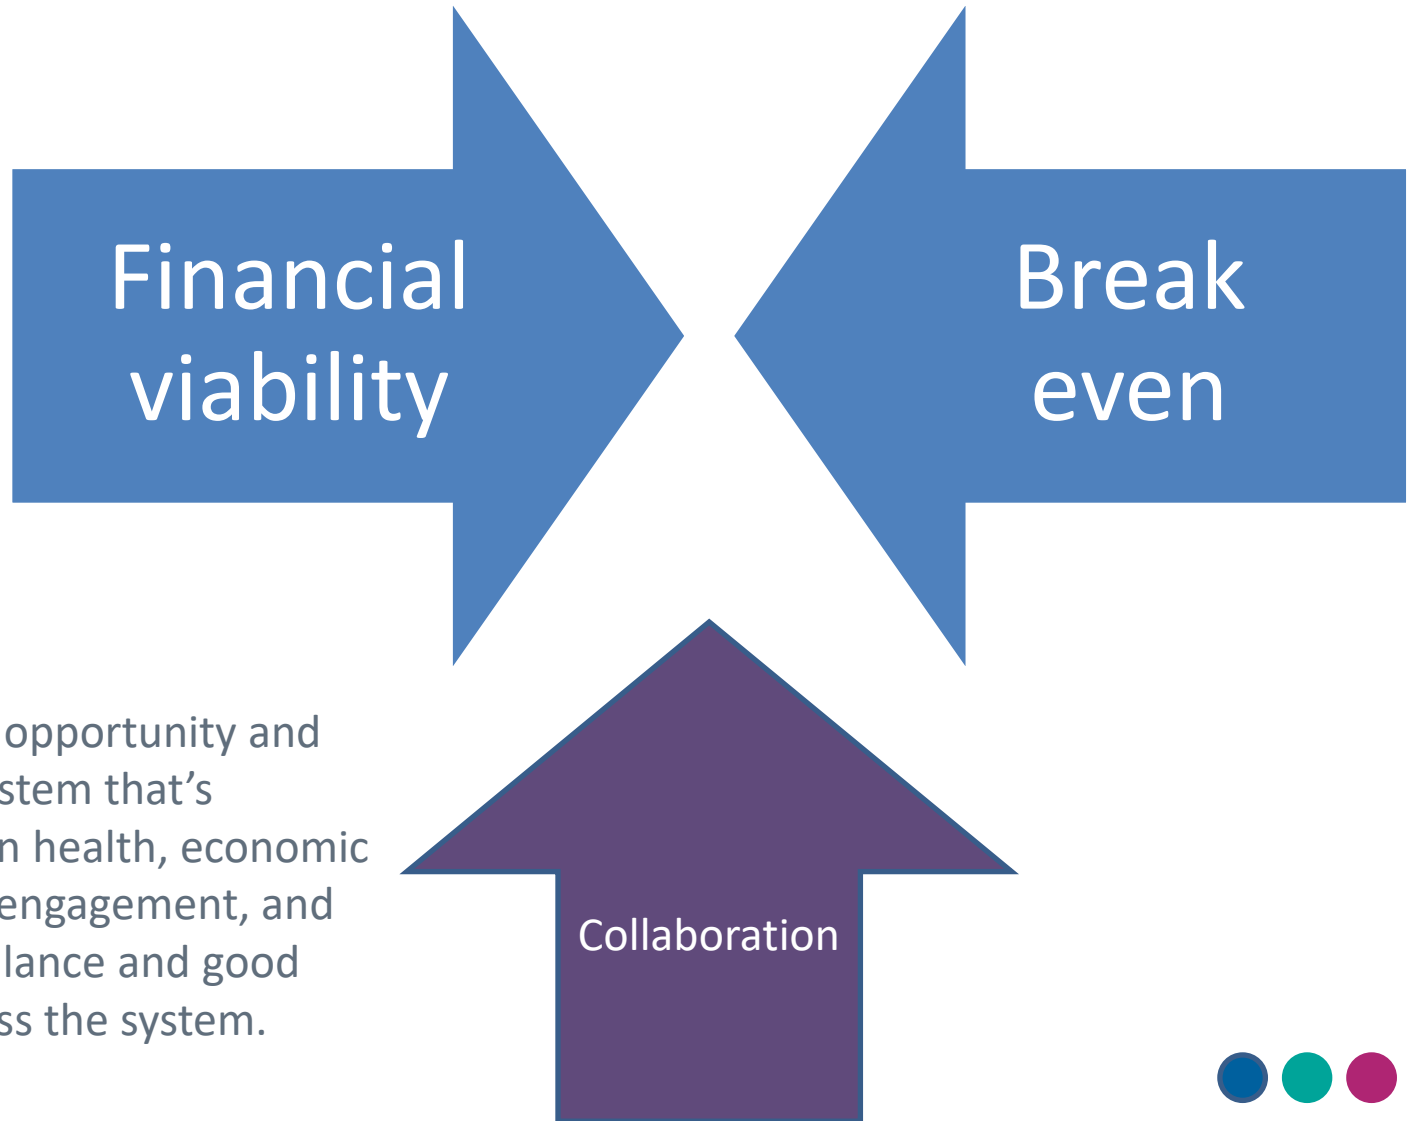 Financial
viability
Break
even
opportunity and
stem that’s
n health, economic
engagement, and
lance and good
ss the system.
Collaboration